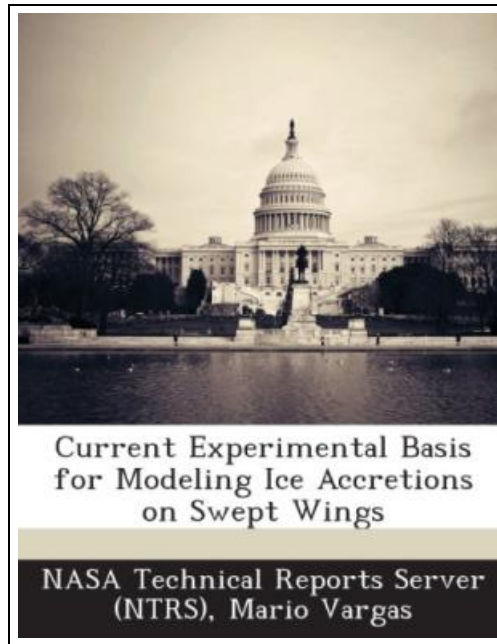 Current Experimental Basis
for Modeling Ice Accretions
on Swept Wings
NASA Technical Reports Server
(NTRS), Mario Vargas